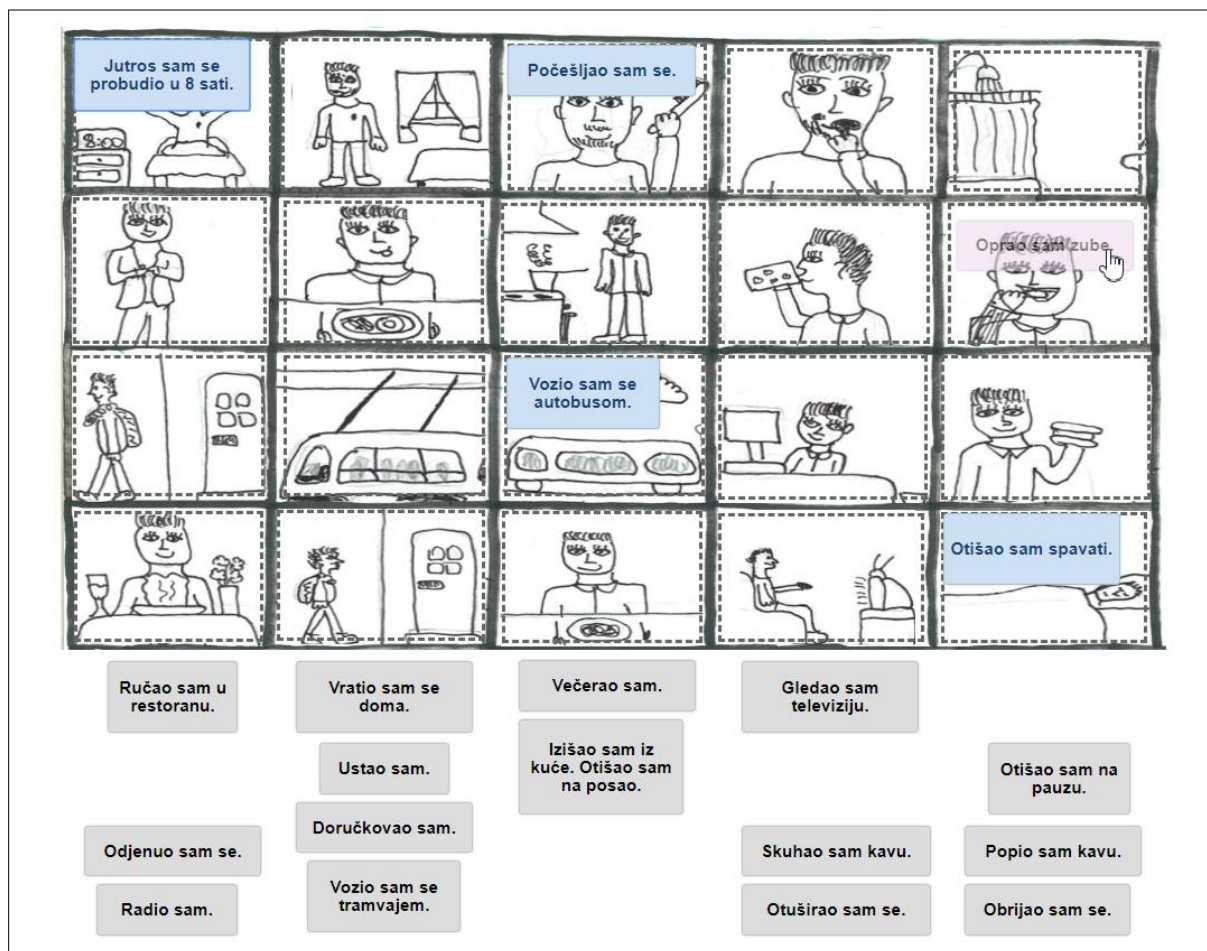 Jutros sam se
probudio u 8 sati.
8:00
Počešljao sam se.
Oprao sam zube.
Vozio sam se
autobusom.
Otišao sam spavati.
Ručao sam u
restoranu.
Vratio sam se
doma.
Večerao sam.
Gledao sam
televiziju.
Ustao sam.
Izišao sam iz
kuće. Otišao sam
na posao.
Otišao sam na
pauzu.
Odjenuo sam se.
Doručkovao sam.
Skuhao sam kavu.
Popio sam kavu.
Radio sam.
Vozio sam se
tramvajem.
Otuširao sam se.
Obrijao sam se.